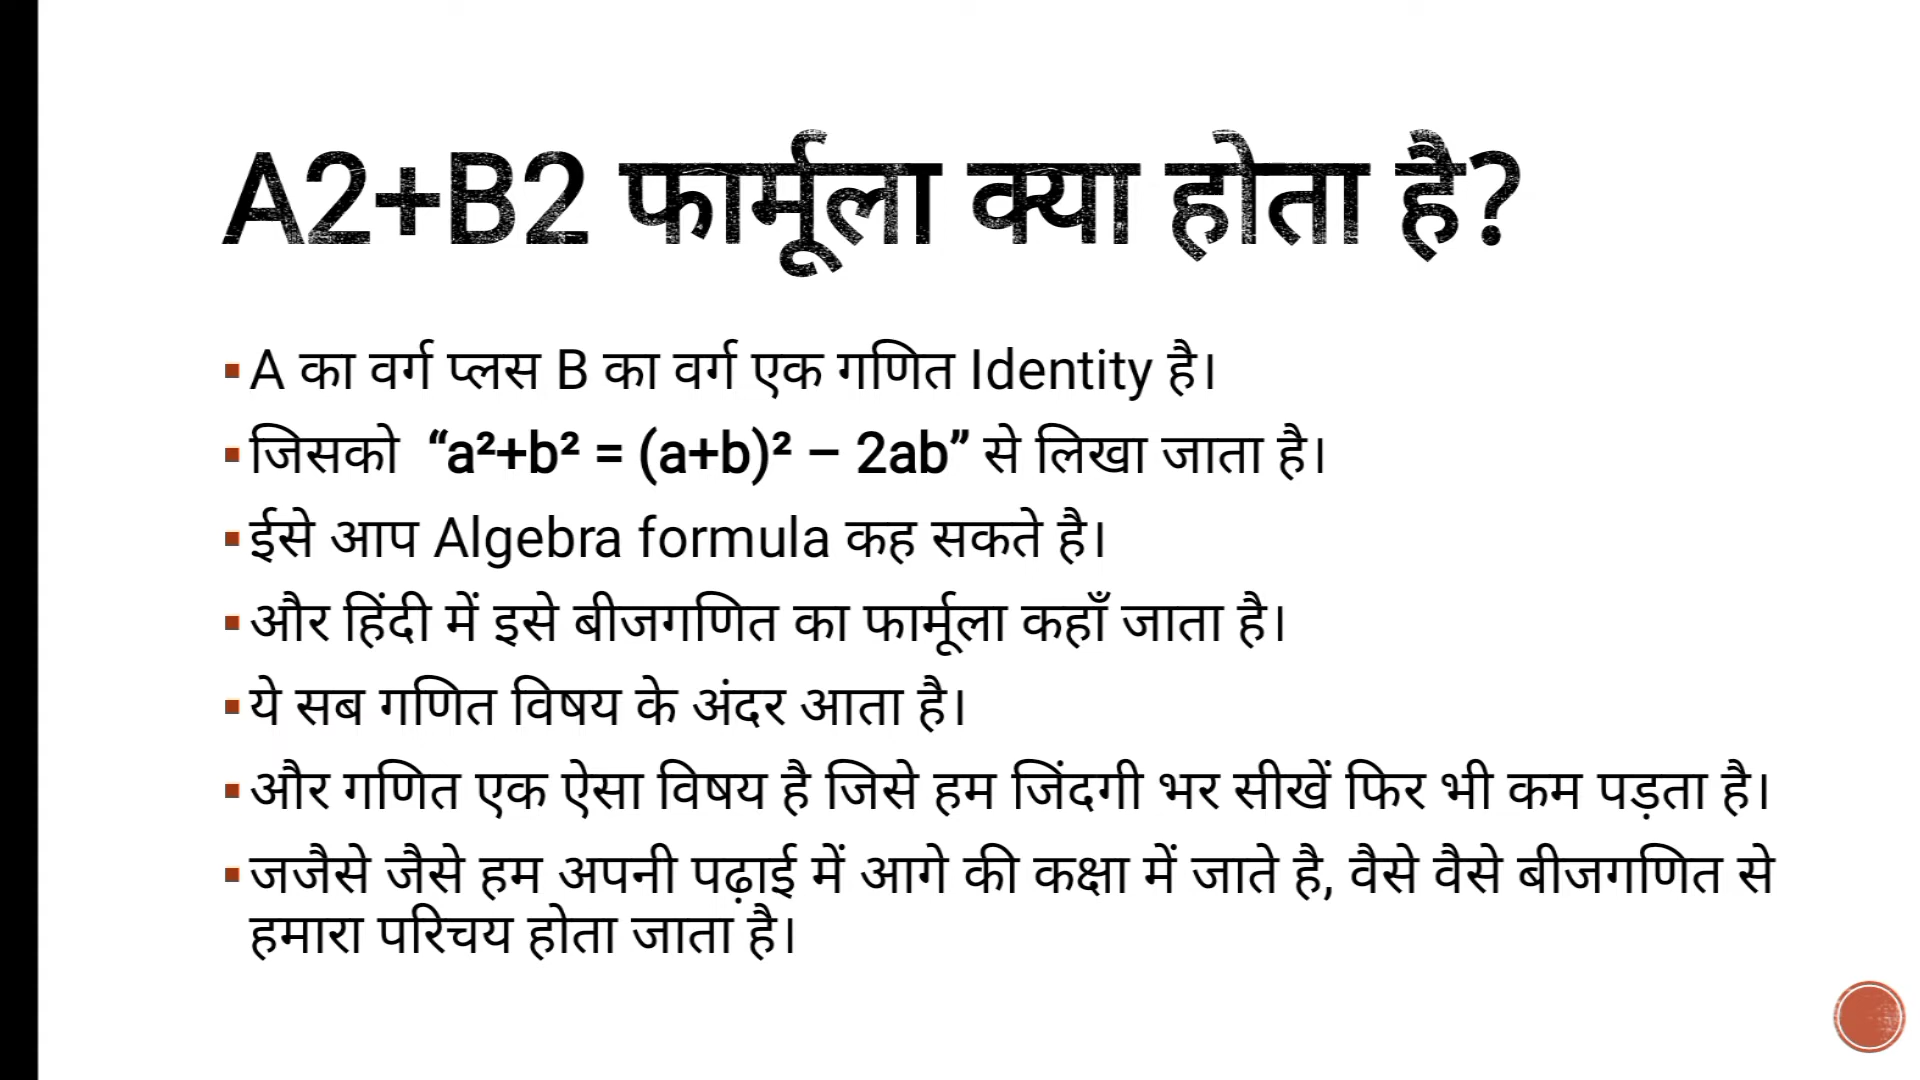 A2+B2 फार्मूला क्या होता है?
▪A का वर्ग प्लस B का वर्ग एक गणित Identity है।
▪जिसको “a²+b² = (a+b)² – 2ab” से लिखा जाता है।
▪ईसे आप Algebra formula कह सकते है।
▪और हिंदी में इसे बीजगणित का फार्मूला कहाँ जाता है।
▪ये सब गणित विषय के अंदर आता है।
▪और गणित एक ऐसा विषय है जिसे हम जिंदगी भर सीखें फिर भी कम पड़ता है।
▪जजैसे जैसे हम अपनी पढ़ाई में आगे की कक्षा में जाते है, वैसे वैसे बीजगणित से
हमारा परिचय होता जाता है।